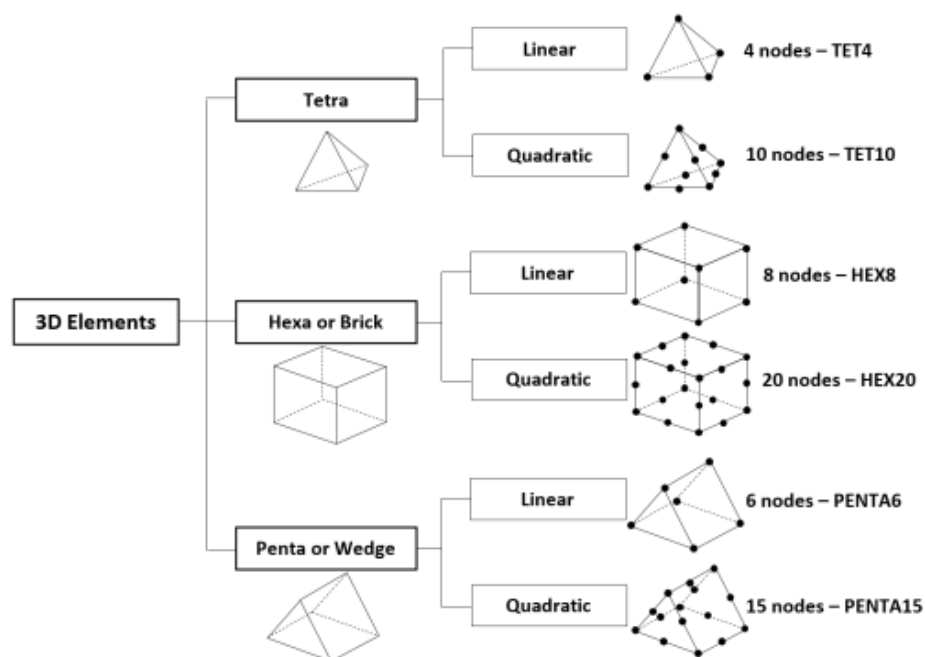 3D Elements
Tetra
Linear
4 nodes – TET4
Quadratic
10 nodes – TET10
Hexa or Brick
Linear
8 nodes – HEX8
Quadratic
20 nodes – HEX20
Penta or Wedge
Linear
6 nodes – PENTA6
Quadratic
15 nodes – PENTA15